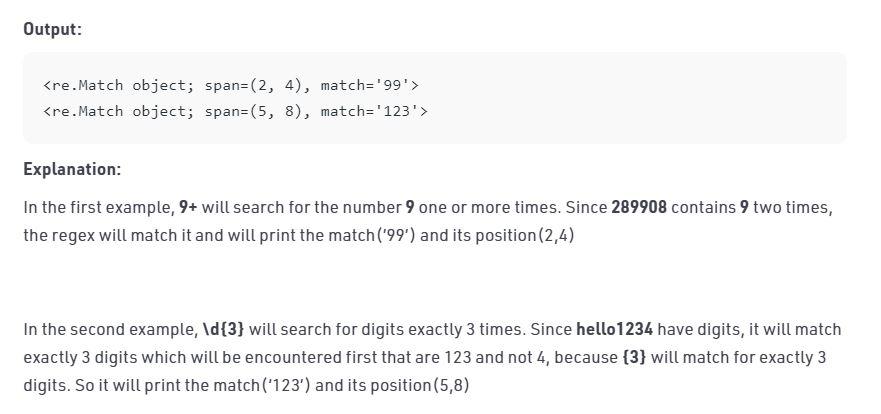 Output:
<re.Match object; span=(2, 4), match='99'>
<re.Match object; span=(5, 8), match='123'>
Explanation:
In the first example, 9+ will search for the number 9 one or more times. Since 289908 contains 9 two times,
the regex will match it and will print the match('99') and its position(2,4)
In the second example, \d{3} will search for digits exactly 3 times. Since hello1234 have digits, it will match
exactly 3 digits which will be encountered first that are 123 and not 4, because {3} will match for exactly 3
digits. So it will print the match('123') and its position(5,8)